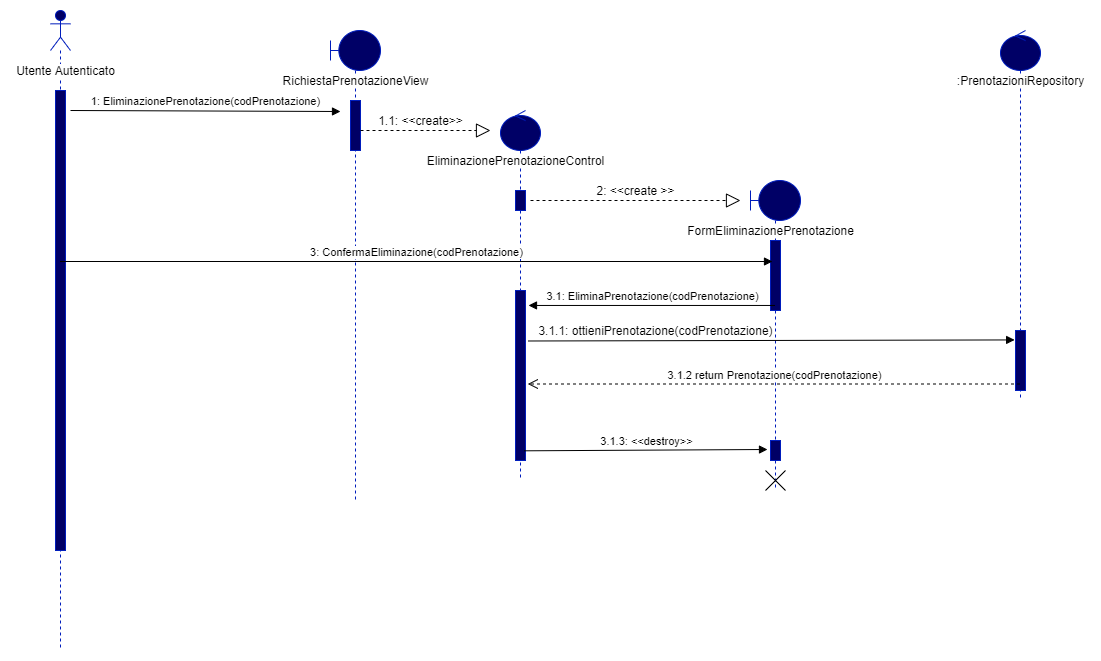 Utente Autenticato
RichiestaPrenotazioneView
:PrenotazioniRepository
1: EliminazionePrenotazione(codPrenotazione)
1.1: <<create>>
EliminazionePrenotazioneControl
2: <<create >>
FormEliminazionePrenotazione
3: ConfermaEliminazione(codPrenotazione)
3.1: EliminaPrenotazione(codPrenotazione)
3.1.1: ottieniPrenotazione(codPrenotazione)
3.1.2 return Prenotazione(codPrenotazione)
3.1.3: <<destroy>>